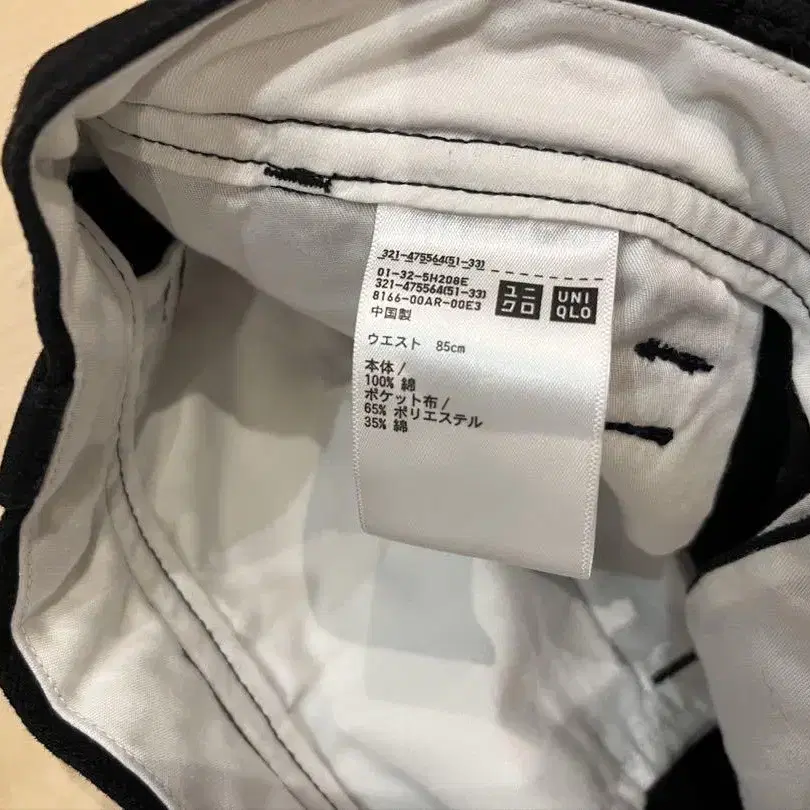 321-475564(51-33)
01-32-5H208E
321-475564(51-33)
8166-00AR-00E3
中国製
ユニ
クロ
UNI
QLO
ウエスト 85cm
本体/
100% 綿
ポケット布/
65% ポリエステル
35% 綿